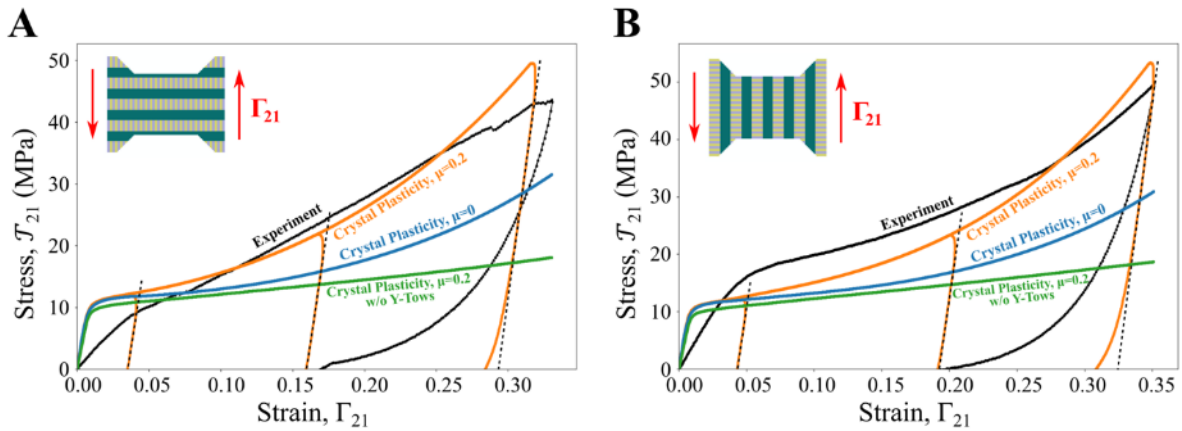 A
Stress, 𝒯21 (MPa)
50
40
30
20
10
0
Γ21
Experiment
Crystal Plasticity, μ=0.2
Crystal Plasticity, μ=0
Crystal Plasticity, μ=0.2
w/o Y-Tows
0.00 0.05 0.10 0.15 0.20 0.25 0.30
Strain, Γ21
B
Stress, 𝒯21 (MPa)
50
40
30
20
10
0
Γ21
Experiment
Crystal Plasticity, μ=0.2
Crystal Plasticity, μ=0
Crystal Plasticity, μ=0.2
w/o Y-Tows
0.00 0.05 0.10 0.15 0.20 0.25 0.30 0.35
Strain, Γ21